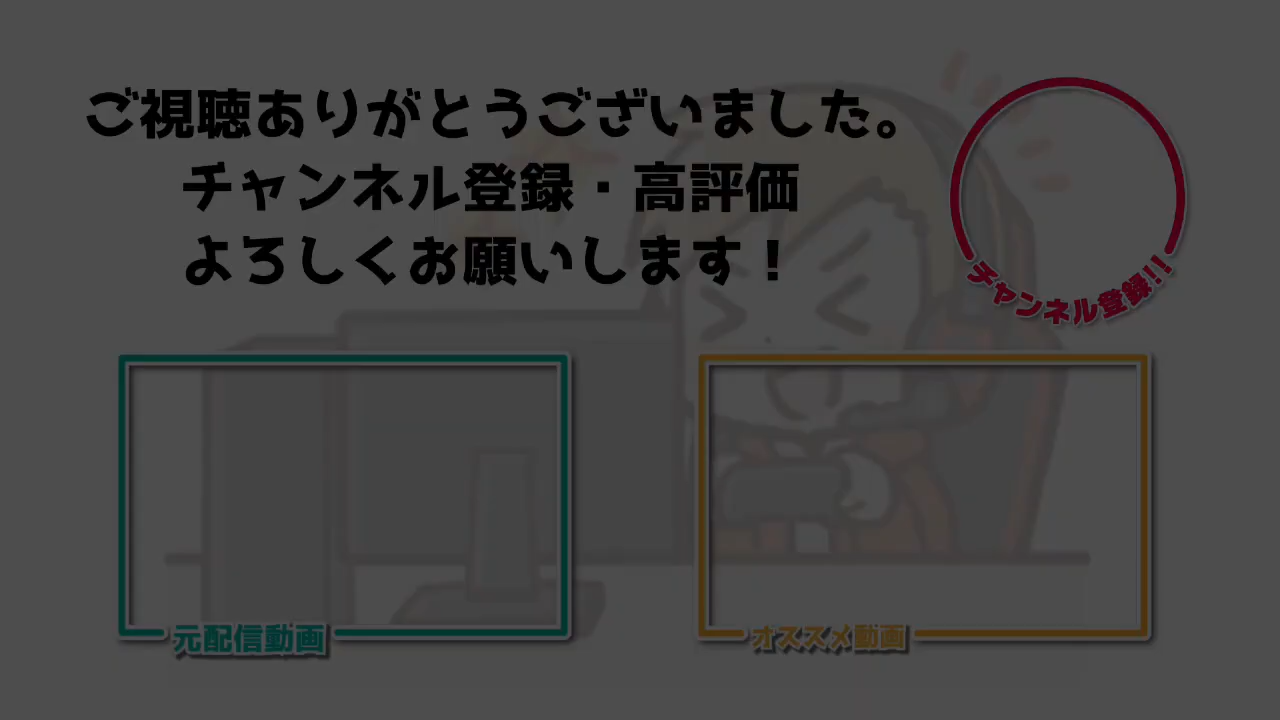 ご視聴ありがとうございました。
チャンネル登録・高評価
よろしくお願いします！
チャンネル登録!!
元配信動画
オススメ動画